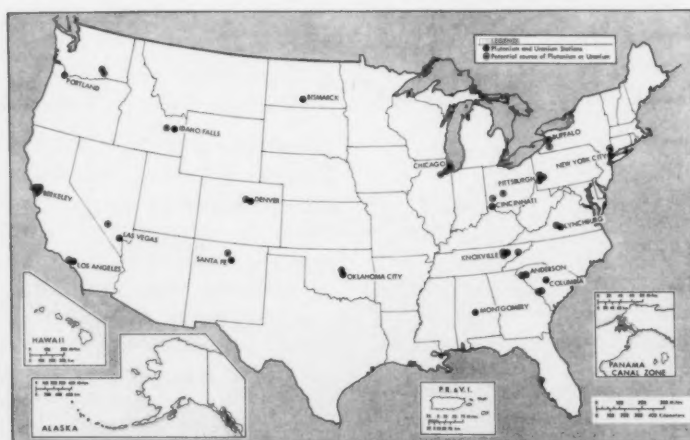 LEGEND
Plutonium and Uranium Stations
Potential source of Plutonium or Uranium
PORTLAND
BISMARCK
IDAHO FALLS
BUFFALO
CHICAGO
NEW YORK CITY
PITTSBURGH
BERKELEY
DENVER
CINCINNATI
LYNCHBURG
LAS VEGAS
KNOXVILLE
LOS ANGELES
SANTA FE
OKLAHOMA CITY
ANDERSON
COLUMBIA
MONTGOMERY
HAWAII
PANAMA
CANAL ZONE
P.R. & V.I.
ALASKA